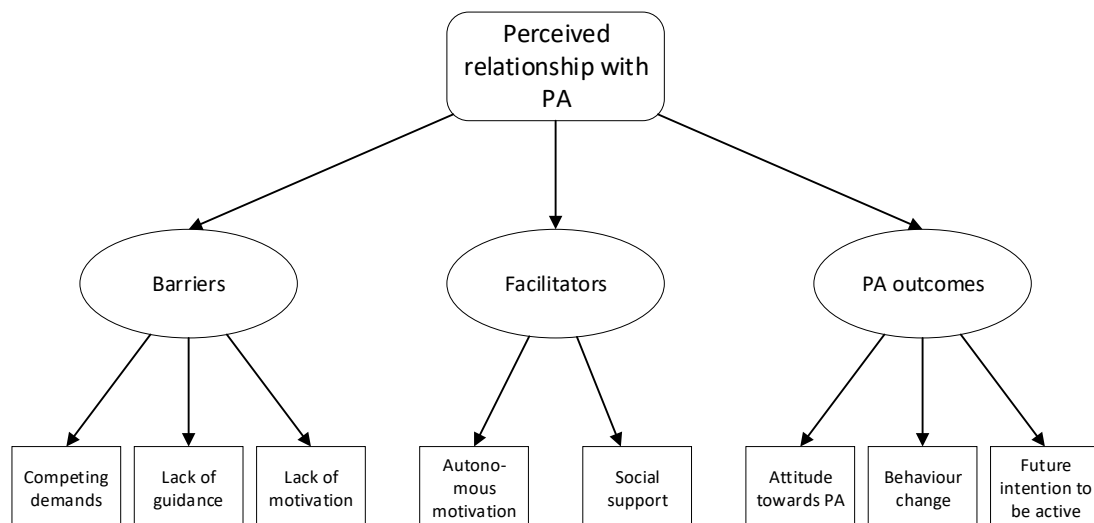 Perceived
relationship with
PA
Barriers
Facilitators
PA outcomes
Competing
demands
Lack of
guidance
Lack of
motivation
Autono-
mous
motivation
Social
support
Attitude
towards PA
Behaviour
change
Future
intention to
be active